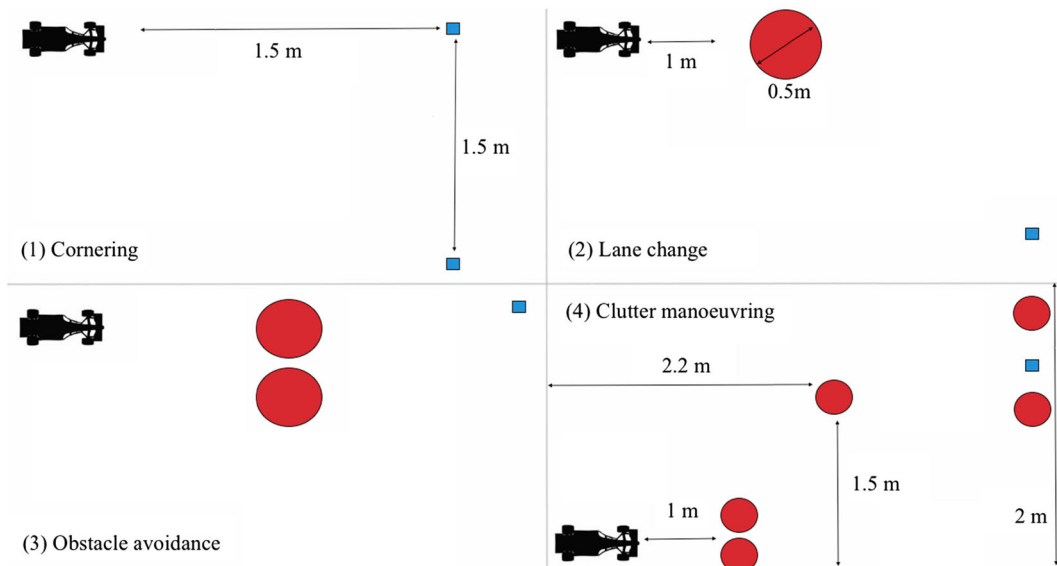 1.5 m
1.5 m
(1) Cornering
1 m
0.5m
(2) Lane change
(3) Obstacle avoidance
(4) Clutter manoeuvring
2.2 m
1.5 m
1 m
2 m